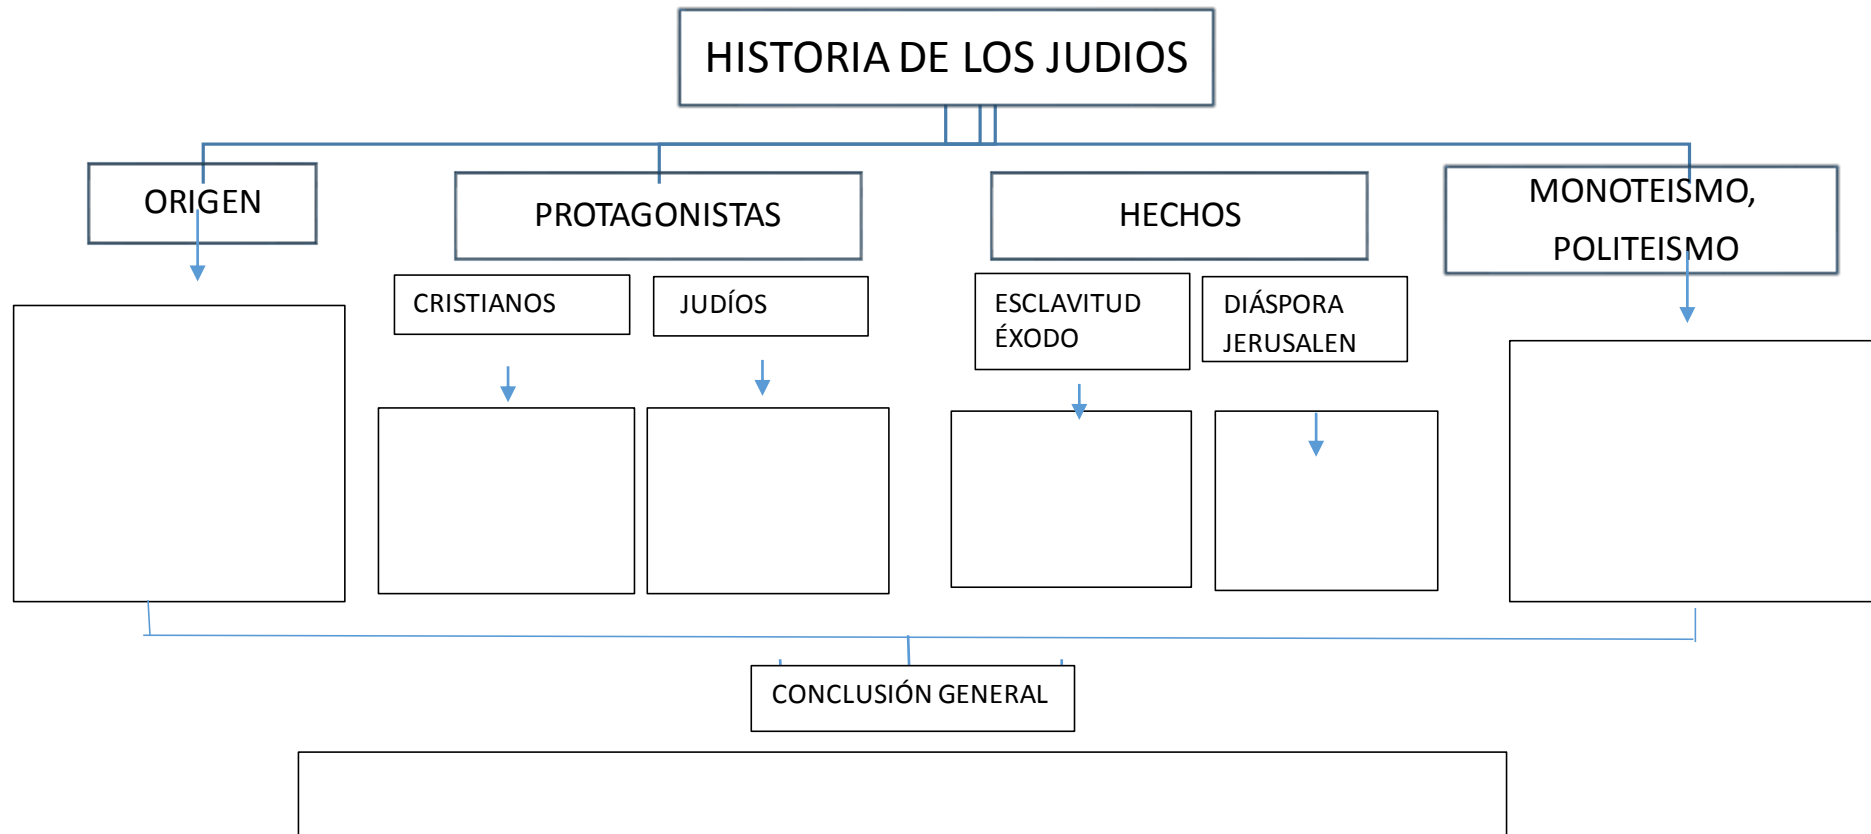 HISTORIA DE LOS JUDIOS
ORIGEN
PROTAGONISTAS
HECHOS
MONOTEISMO,
POLITEISMO
CRISTIANOS
JUDÍOS
ESCLAVITUD
ÉXODO
DIÁSPORA
JERUSALEN
CONCLUSIÓN GENERAL